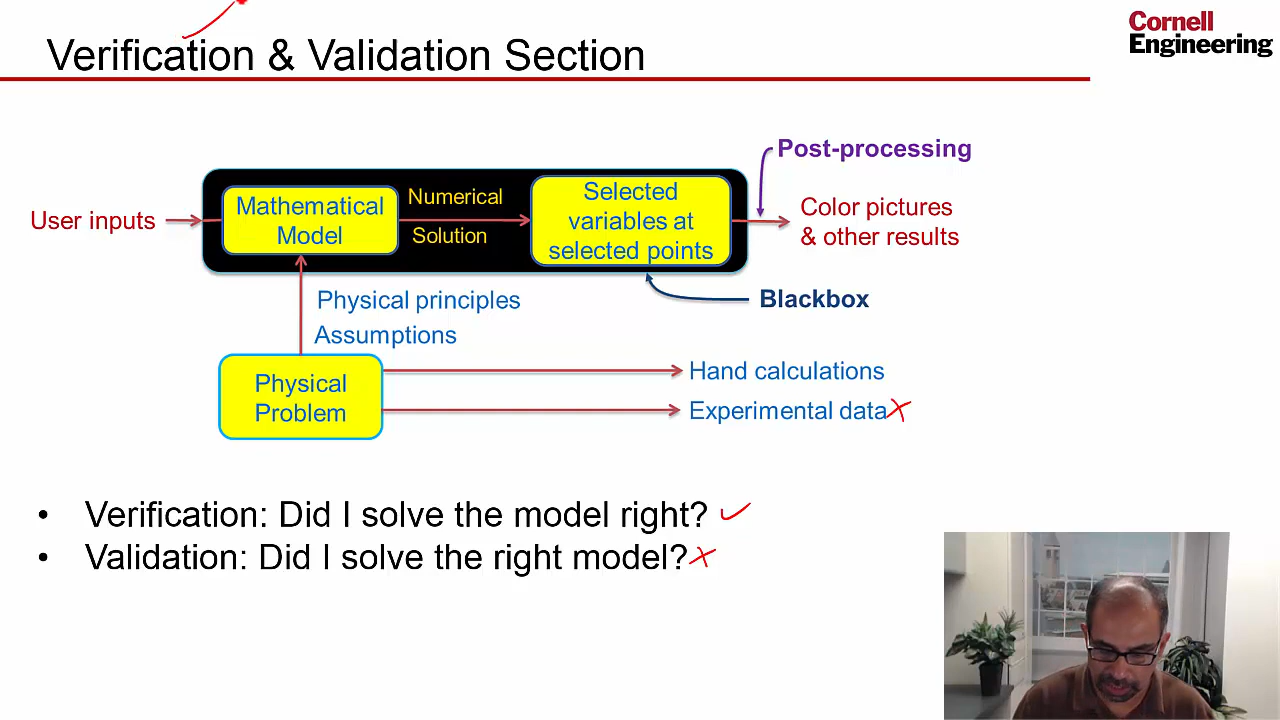 Verification & Validation Section
Cornell
Engineering
Post-processing
User inputs
Mathematical
Model
Numerical
Solution
Selected
variables at
selected points
Color pictures
& other results
Physical principles
Assumptions
Blackbox
Physical
Problem
Hand calculations
Experimental data
• Verification: Did I solve the model right?
• Validation: Did I solve the right model?